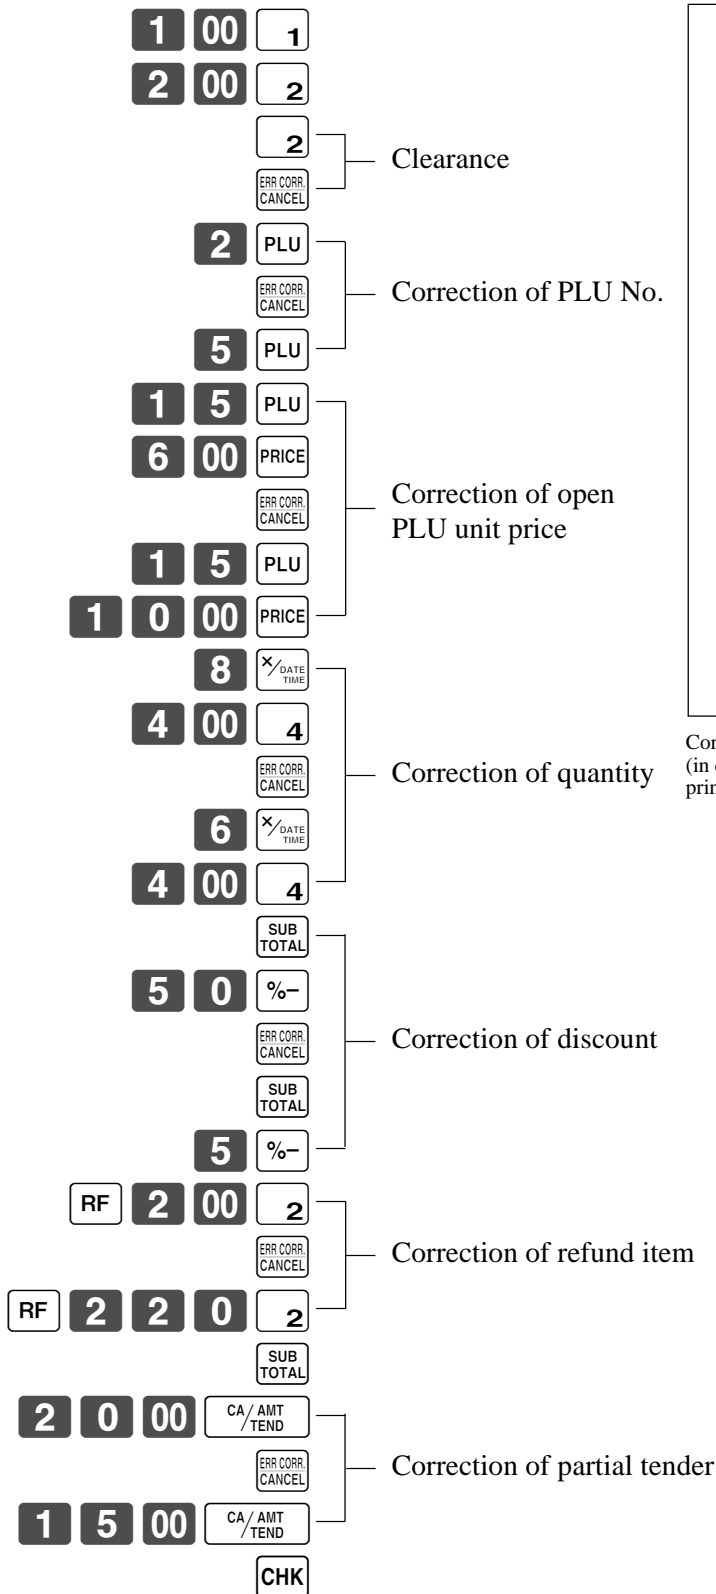 1 00 1
2 00 2
2
Clearance
ERR CORR.
CANCEL
2 PLU
ERR CORR.
CANCEL
Correction of PLU No.
5 PLU
1 5 PLU
6 00 PRICE
ERR CORR.
CANCEL
Correction of open
PLU unit price
1 5 PLU
1 0 00 PRICE
8 ×/DATE
TIME
4 00 4
ERR CORR.
CANCEL
Correction of quantity
6 ×/DATE
TIME
4 00 4
SUB
TOTAL
5 0 %−
ERR CORR.
CANCEL
Correction of discount
SUB
TOTAL
5 %−
RF 2 00 2
ERR CORR.
CANCEL
Correction of refund item
RF 2 2 0 2
SUB
TOTAL
2 0 00 CA/AMT
TEND
ERR CORR.
CANCEL
Correction of partial tender
1 5 00 CA/AMT
TEND
CHK
(in